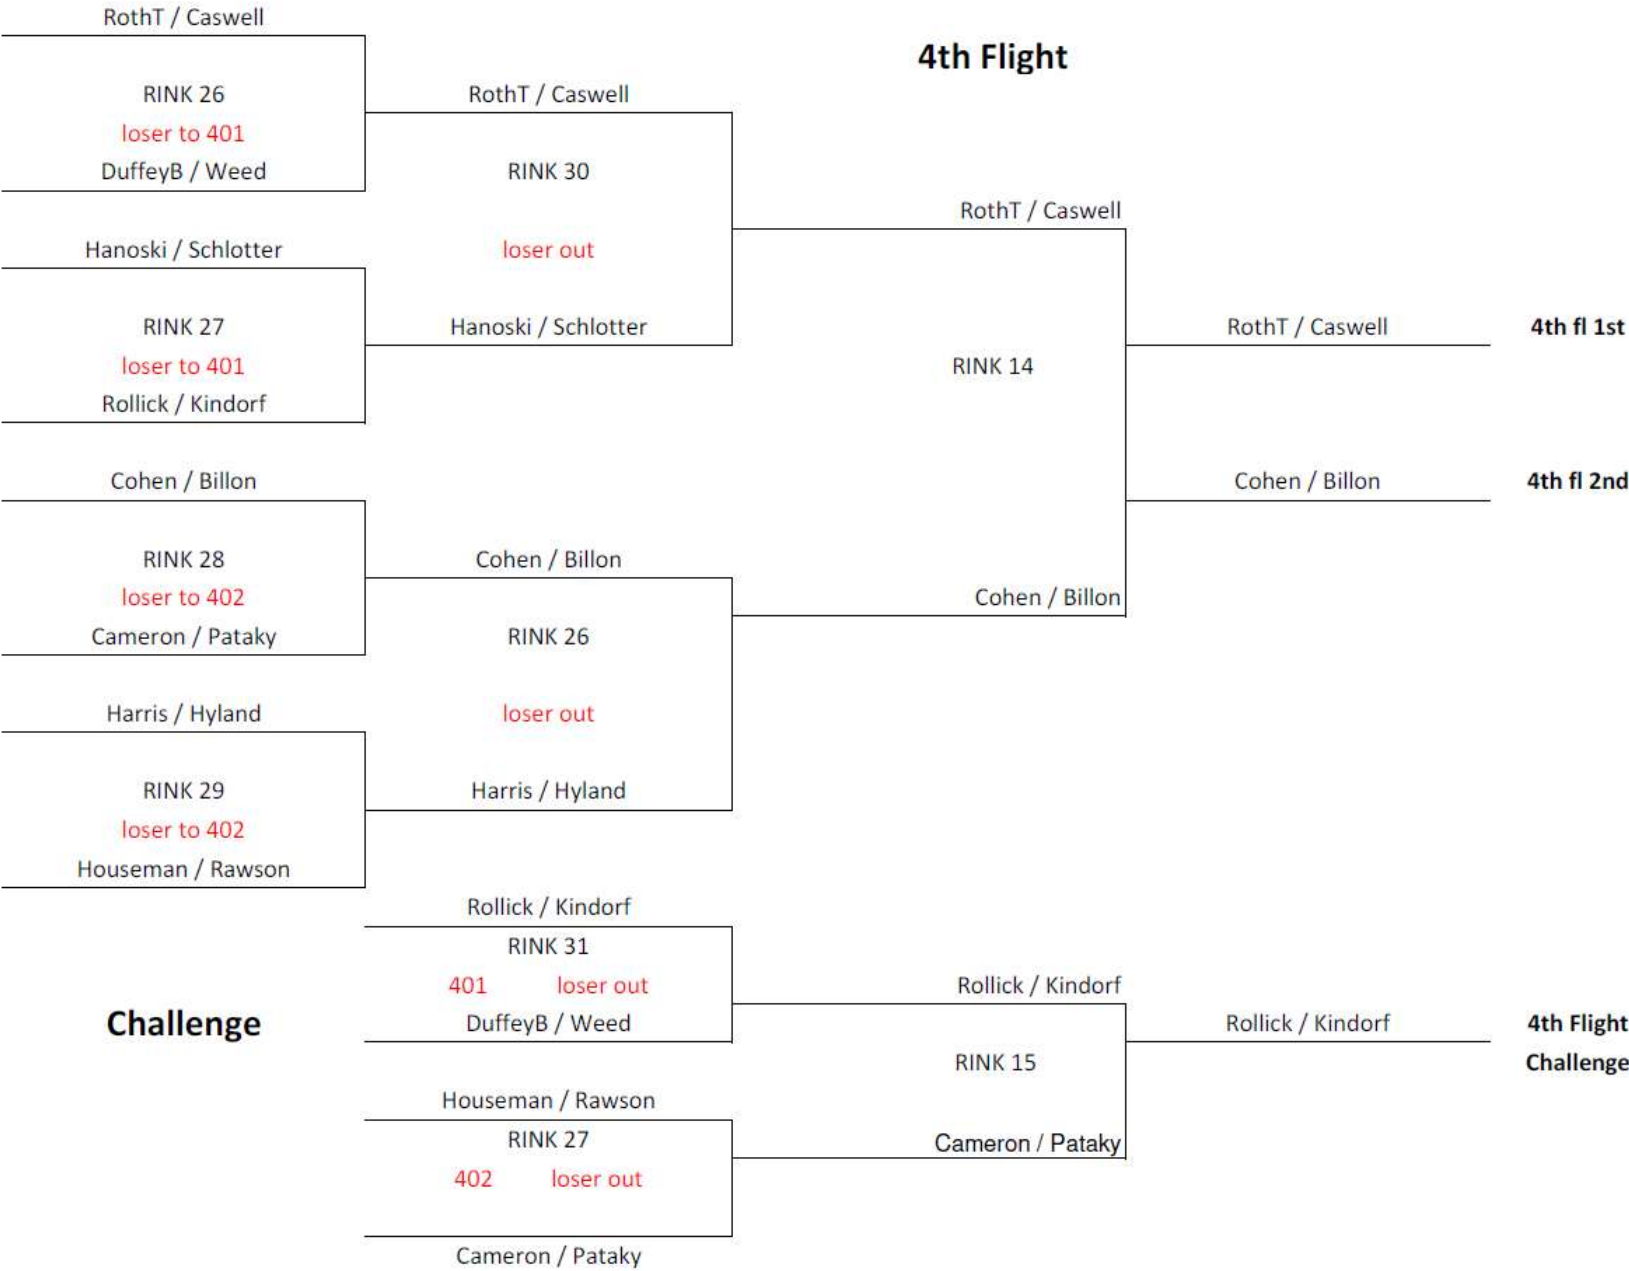 RothT / Caswell
4th Flight
RINK 26
RothT / Caswell
loser to 401
DuffeyB / Weed
RINK 30
RothT / Caswell
Hanoski / Schlotter
loser out
RINK 27
Hanoski / Schlotter
RothT / Caswell
4th fl 1st
loser to 401
RINK 14
Rollick / Kindorf
Cohen / Billon
Cohen / Billon
4th fl 2nd
RINK 28
Cohen / Billon
loser to 402
Cohen / Billon
Cameron / Pataky
RINK 26
Harris / Hyland
loser out
RINK 29
Harris / Hyland
loser to 402
Houseman / Rawson
Rollick / Kindorf
RINK 31
401 loser out
Rollick / Kindorf
Challenge
DuffeyB / Weed
Rollick / Kindorf
4th Flight
RINK 15
Challenge
Houseman / Rawson
RINK 27
Cameron / Pataky
402 loser out
Cameron / Pataky